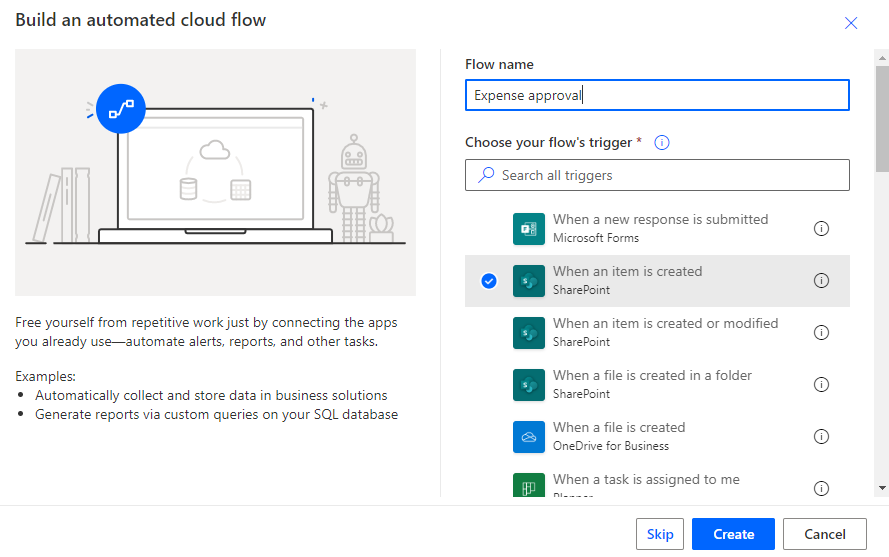 Build an automated cloud flow
Free yourself from repetitive work just by connecting the apps
you already use—automate alerts, reports, and other tasks.
Examples:
• Automatically collect and store data in business solutions
• Generate reports via custom queries on your SQL database
Flow name
Expense approval
Choose your flow's trigger *
Search all triggers
When a new response is submitted
Microsoft Forms
When an item is created
SharePoint
When an item is created or modified
SharePoint
When a file is created in a folder
SharePoint
When a file is created
OneDrive for Business
When a task is assigned to me
Planner
Skip
Create
Cancel